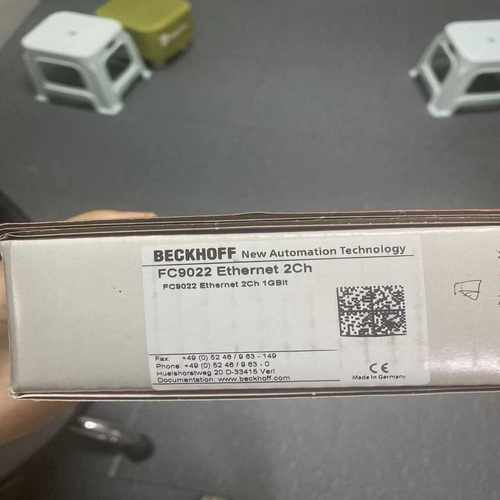 BECKHOFF New Automation Technology
FC9022 Ethernet 2Ch
FC9022 Ethernet 2Ch 1GBit
Fax: +49 (0) 52 46 / 9 63 - 149
Phone: +49 (0) 52 46 / 9 63 - 0
Huelshorstweg 20 D-33415 Verl
Documentation: www.beckhoff.com
CE
Made in Germany